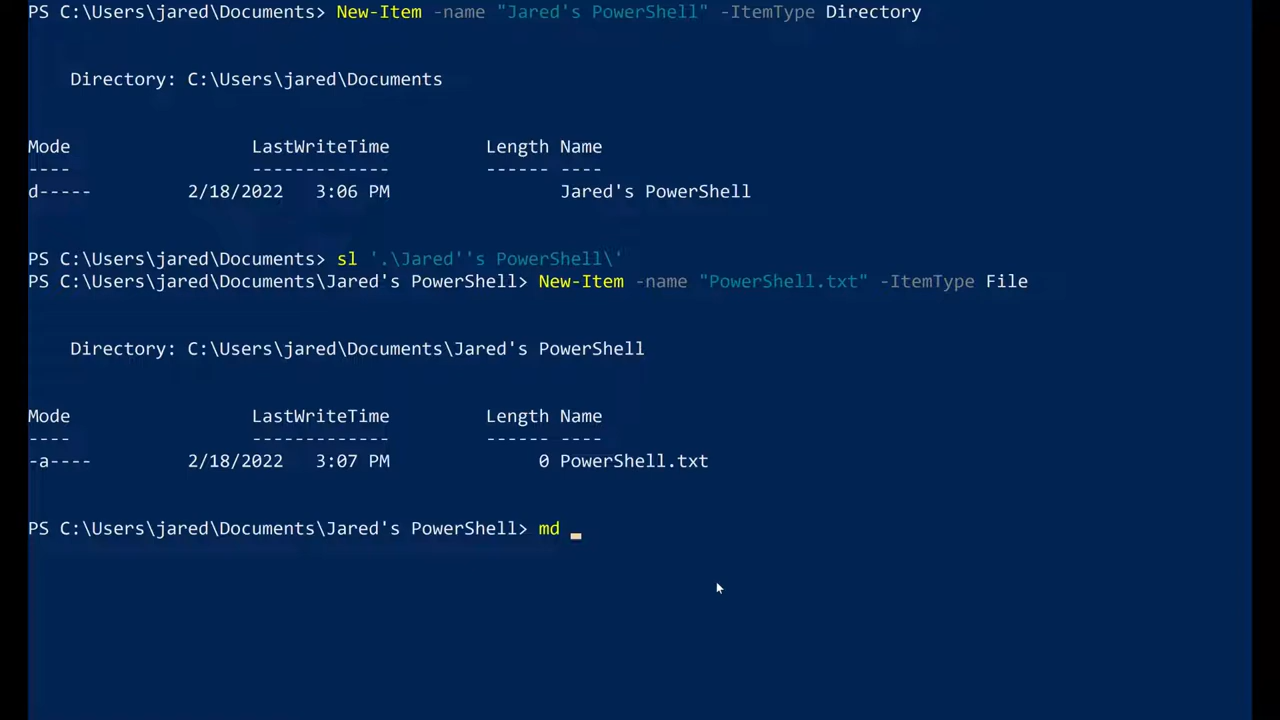 PS C:\Users\jared\Documents> New-Item -name "Jared's PowerShell" -ItemType Directory
Directory: C:\Users\jared\Documents
Mode LastWriteTime Length Name
---- ------------- ------ ----
d----- 2/18/2022 3:06 PM Jared's PowerShell
PS C:\Users\jared\Documents> sl '.\Jared''s PowerShell\'
PS C:\Users\jared\Documents\Jared's PowerShell> New-Item -name "PowerShell.txt" -ItemType File
Directory: C:\Users\jared\Documents\Jared's PowerShell
Mode LastWriteTime Length Name
---- ------------- ------ ----
-a---- 2/18/2022 3:07 PM 0 PowerShell.txt
PS C:\Users\jared\Documents\Jared's PowerShell> md